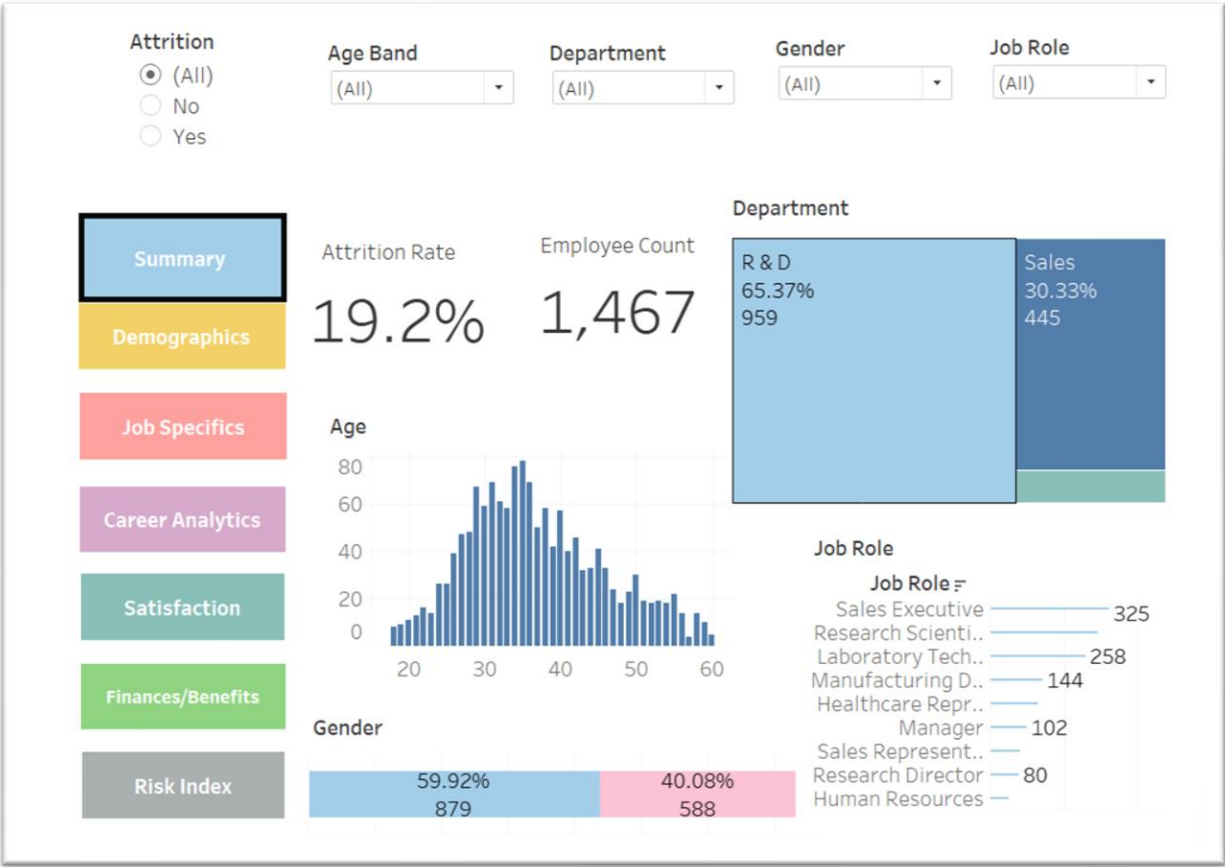 Attrition
(All)
No
Yes
Age Band
(All)
Department
(All)
Gender
(All)
Job Role
(All)
Summary
Demographics
Job Specifics
Career Analytics
Satisfaction
Finances/Benefits
Risk Index
Attrition Rate
19.2%
Employee Count
1,467
Department
R & D
65.37%
959
Sales
30.33%
445
Age
80
60
40
20
0
20 30 40 50 60
Gender
59.92% 40.08%
879 588
Job Role
Job Role
Sales Executive 325
Research Scienti..
Laboratory Tech.. 258
Manufacturing D.. 144
Healthcare Repr..
Manager 102
Sales Represent..
Research Director 80
Human Resources